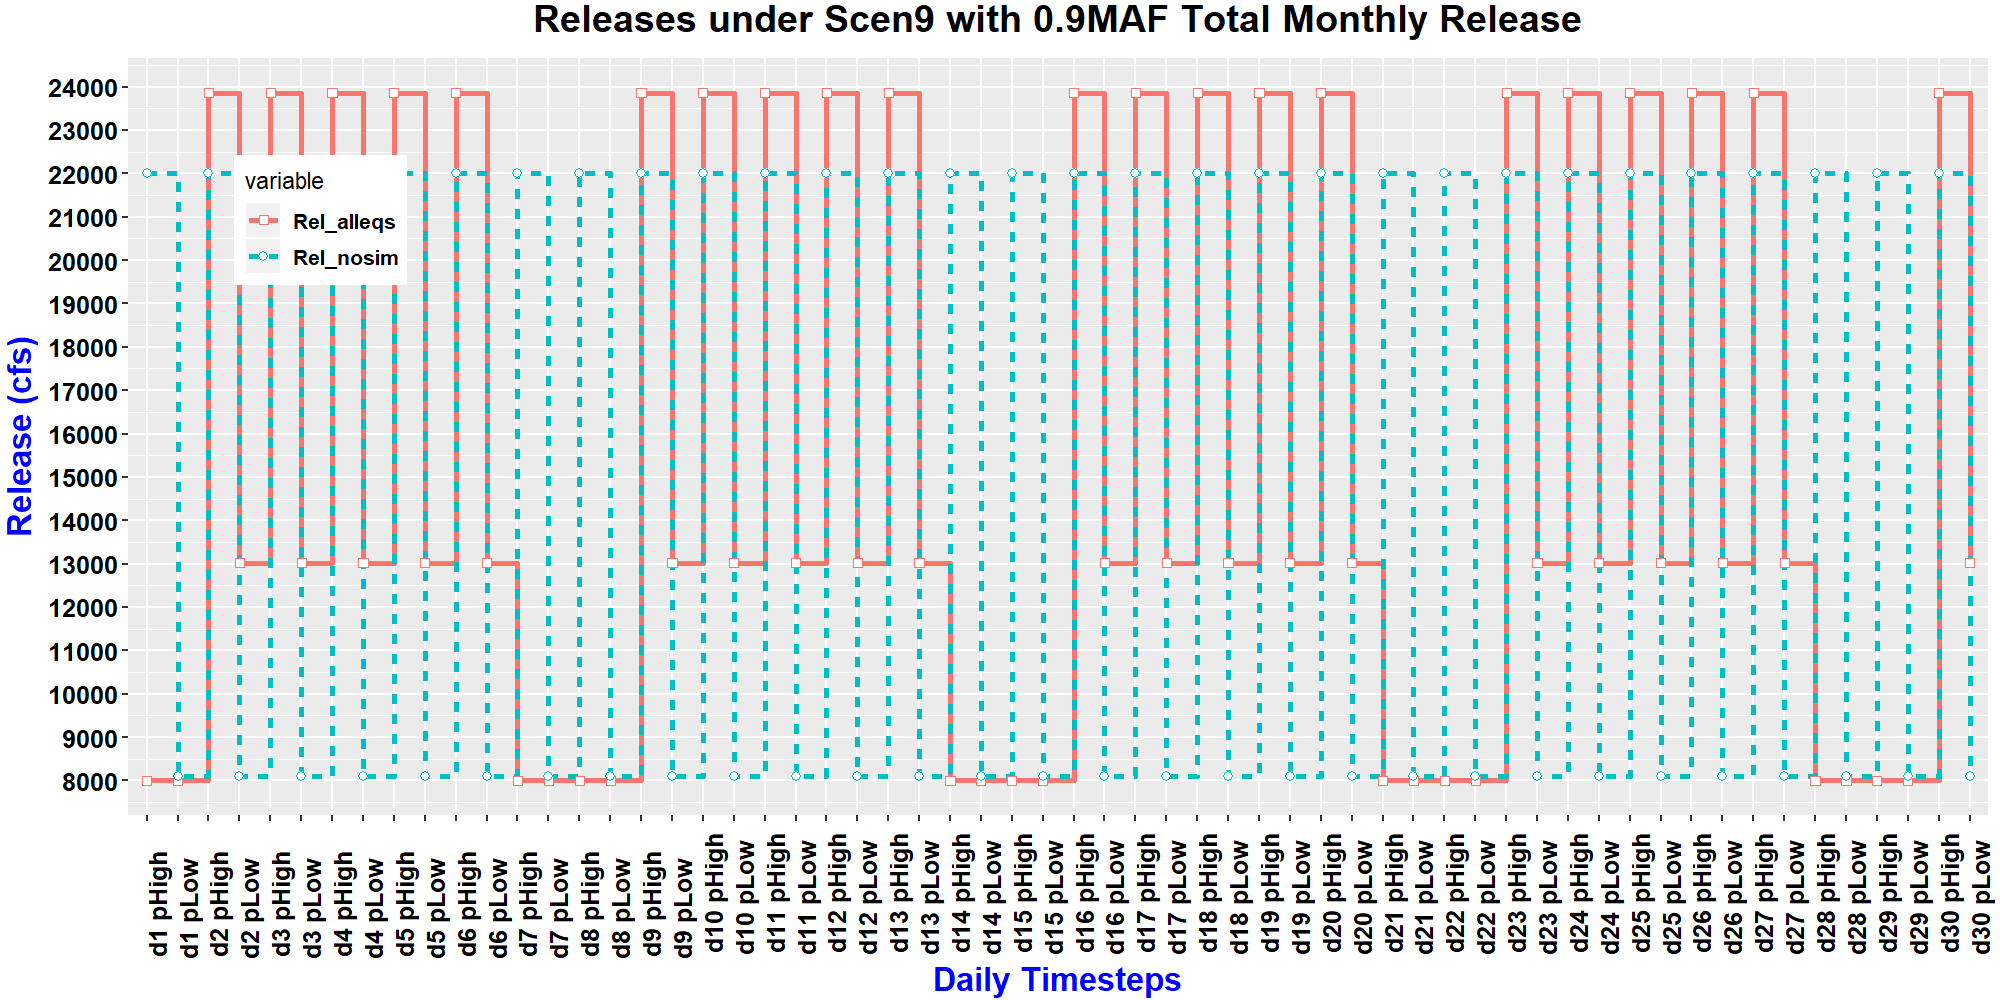 Releases under Scen9 with 0.9MAF Total Monthly Release
Release (cfs)
24000
23000
22000
21000
20000
19000
18000
17000
16000
15000
14000
13000
12000
11000
10000
9000
8000
variable
Rel_alleqs
Rel_nosim
d1 pHigh
d1 pLow
d2 pHigh
d2 pLow
d3 pHigh
d3 pLow
d4 pHigh
d4 pLow
d5 pHigh
d5 pLow
d6 pHigh
d6 pLow
d7 pHigh
d7 pLow
d8 pHigh
d8 pLow
d9 pHigh
d9 pLow
d10 pHigh
d10 pLow
d11 pHigh
d11 pLow
d12 pHigh
d12 pLow
d13 pHigh
d13 pLow
d14 pHigh
d14 pLow
d15 pHigh
d15 pLow
d16 pHigh
d16 pLow
d17 pHigh
d17 pLow
d18 pHigh
d18 pLow
d19 pHigh
d19 pLow
d20 pHigh
d20 pLow
d21 pHigh
d21 pLow
d22 pHigh
d22 pLow
d23 pHigh
d23 pLow
d24 pHigh
d24 pLow
d25 pHigh
d25 pLow
d26 pHigh
d26 pLow
d27 pHigh
d27 pLow
d28 pHigh
d28 pLow
d29 pHigh
d29 pLow
d30 pHigh
d30 pLow
Daily Timesteps